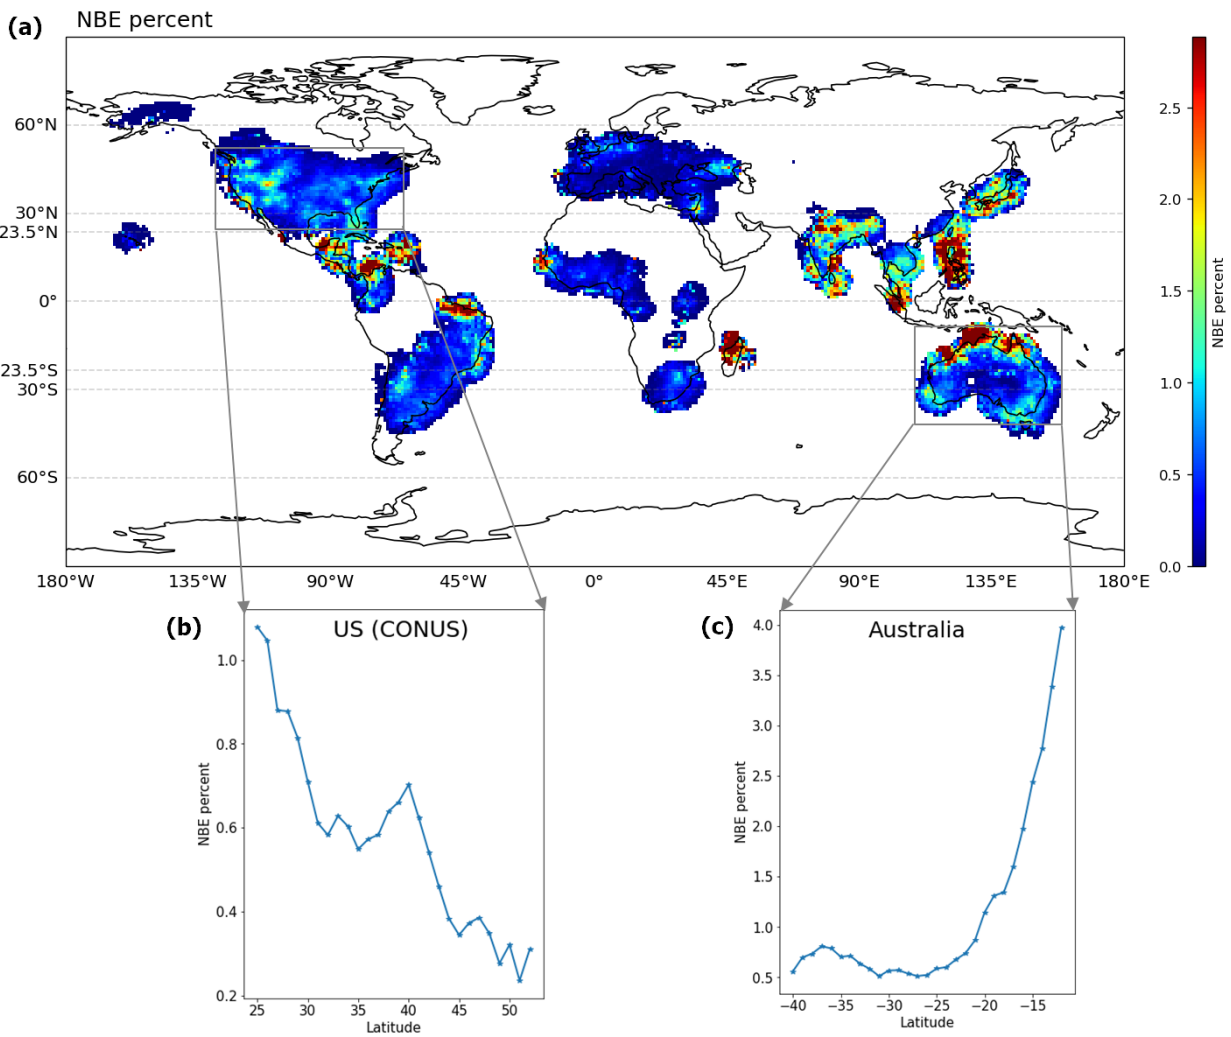 (a) NBE percent
60°N
30°N
23.5°N
0°
23.5°S
30°S
60°S
180°W 135°W 90°W 45°W 0° 45°E 90°E 135°E 180°E
2.5
2.0
1.5
1.0
0.5
0.0
NBE percent
(b) US (CONUS)
1.0
0.8
0.6
0.4
0.2
NBE percent
25 30 35 40 45 50
Latitude
(c) Australia
4.0
3.5
3.0
2.5
2.0
1.5
1.0
0.5
NBE percent
−40 −35 −30 −25 −20 −15
Latitude